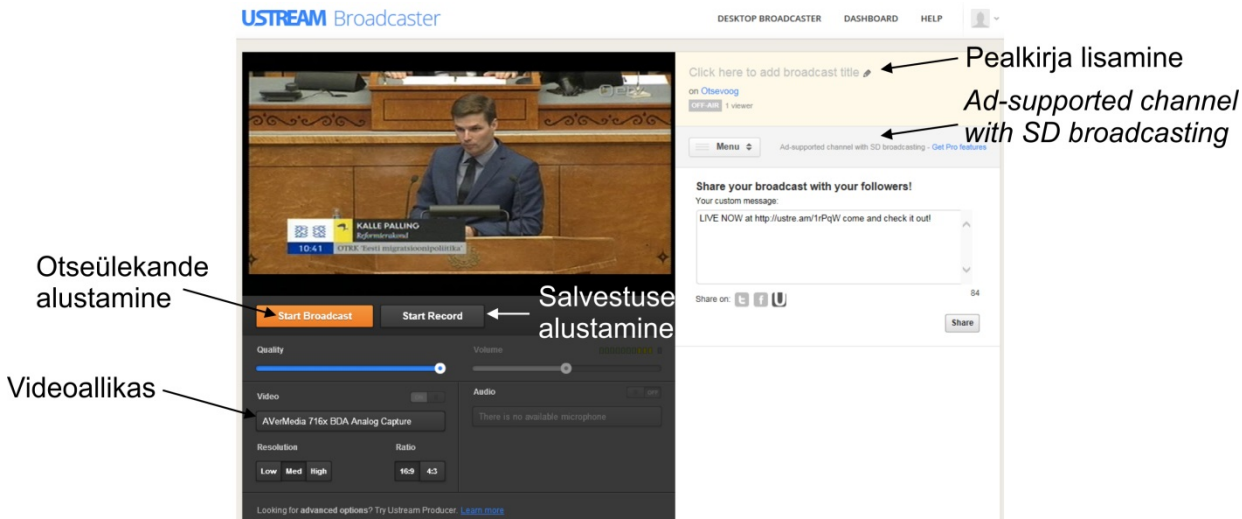 USTREAM Broadcaster
DESKTOP BROADCASTER DASHBOARD HELP
Click here to add broadcast title
on Otsevoog
OFF-AIR 1 viewer
Pealkirja lisamine
Ad-supported channel
with SD broadcasting
Menu
Ad-supported channel with SD broadcasting - Get Pro features
Share your broadcast with your followers!
Your custom message:
LIVE NOW at http://ustre.am/1rPqW come and check it out!
84
Share on:
Share
KALLE PALLING
Reformierakond
10:41 OTRK 'Eesti migratsioonipoliitika'
Otseülekande
alustamine
Start Broadcast
Start Record
Salvestuse
alustamine
Quality
Volume
Videoallikas
Video
ON
AVerMedia 716x BDA Analog Capture
Audio
OFF
There is no available microphone
Resolution
Low Med High
Ratio
16:9 4:3
Looking for advanced options? Try Ustream Producer. Learn more